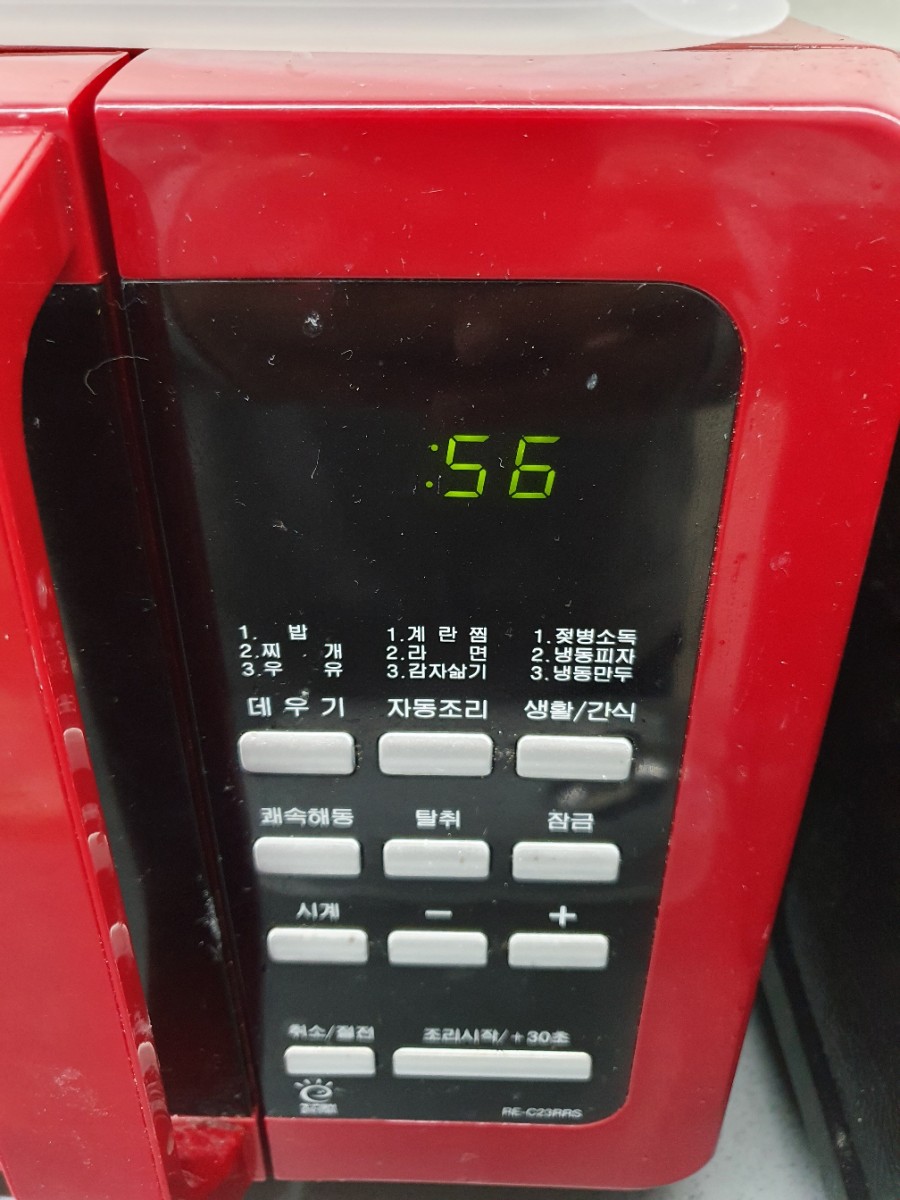 :56
1. 밥 1.계 란 찜 1.젖병소독
2.찌 개 2.라 면 2.냉동피자
3.우 유 3.감자삶기 3.냉동만두
데 우 기 자동조리 생활/간식
쾌속해동 탈취 잠금
시계 − +
취소/절전 조리시작/+30초
RE-C23RRS